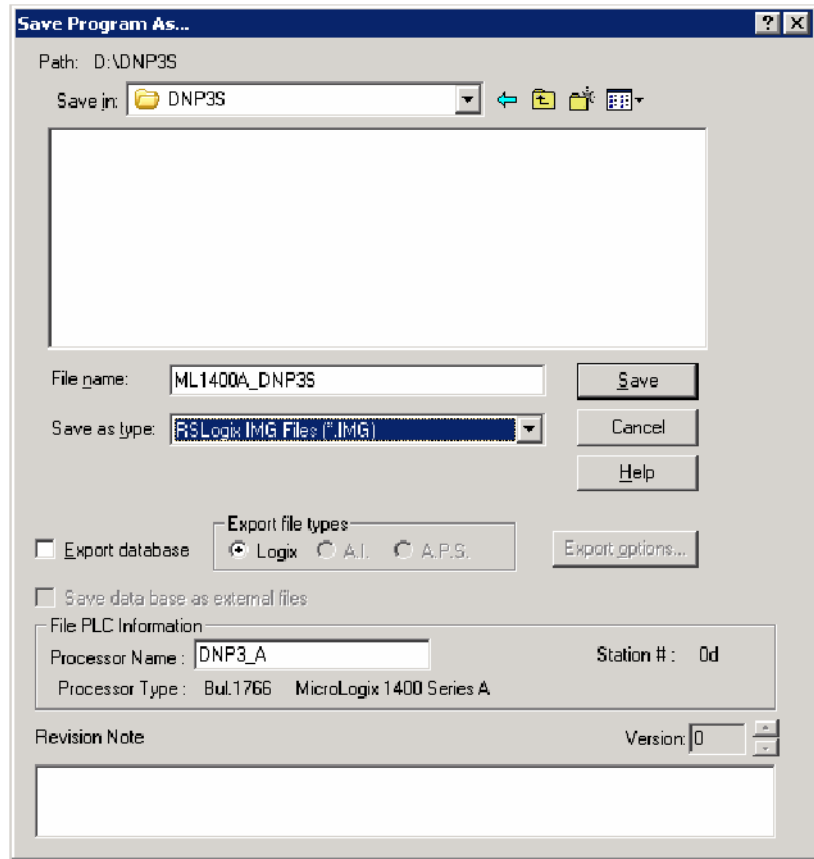 Save Program As...
Path: D:\DNP3S
Save in: DNP3S
File name: ML1400A_DNP3S
Save
Save as type: RSLogix IMG Files (*.IMG)
Cancel
Help
Export database
Export file types
Logix A.I. A.P.S.
Export options...
Save data base as external files
File PLC Information
Processor Name : DNP3_A
Station # : 0d
Processor Type : Bul.1766 MicroLogix 1400 Series A
Revision Note
Version: 0